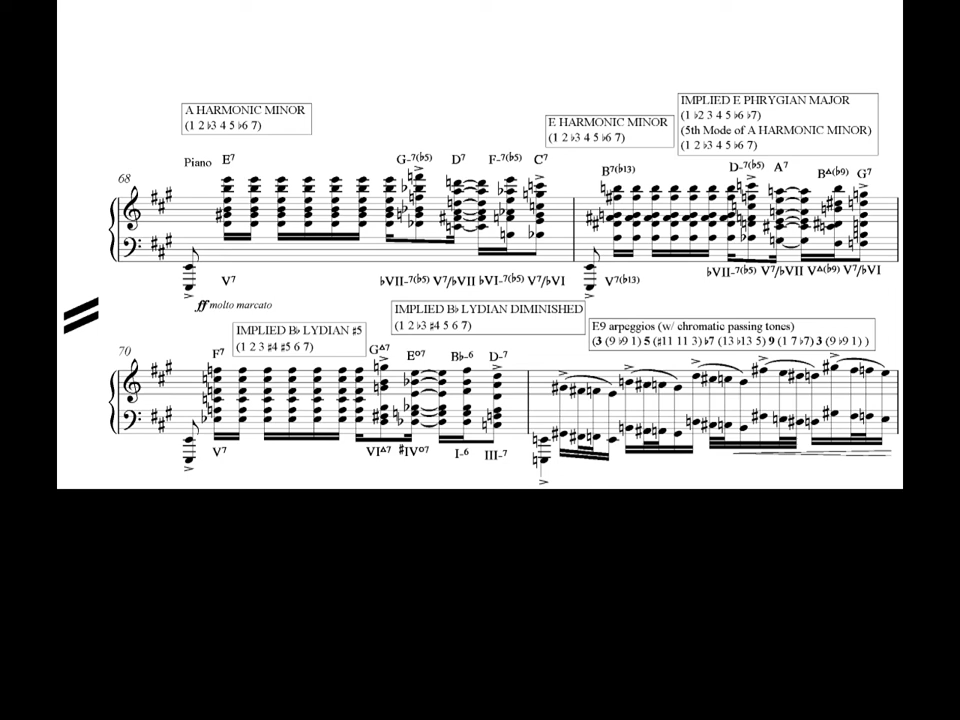 A HARMONIC MINOR
(1 2 ♭3 4 5 ♭6 7)
E HARMONIC MINOR
(1 2 ♭3 4 5 ♭6 7)
IMPLIED E PHRYGIAN MAJOR
(1 ♭2 3 4 5 ♭6 ♭7)
(5th Mode of A HARMONIC MINOR)
(1 2 ♭3 4 5 ♭6 7)
68 Piano E7 G-7(♭5) D7 F-7(♭5) C7 B7(♭13) D-7(♭5) A7 B△(♭9) G7
V7 ♭VII-7(♭5) V7/♭VII ♭VI-7(♭5) V7/♭VI V7(♭13) ♭VII-7(♭5) V7/♭VII V△(♭9) V7/♭VI
ff molto marcato
IMPLIED B♭ LYDIAN ♯5
(1 2 3 ♯4 ♯5 6 7)
IMPLIED B♭ LYDIAN DIMINISHED
(1 2 ♭3 ♯4 5 6 7)
E9 arpeggios (w/ chromatic passing tones)
(3 (9 ♭9 1) 5 (♯11 11 3) ♭7 (13 ♭13 5) 9 (1 7 ♭7) 3 (9 ♭9 1) )
70 F7 G△7 Eo7 B♭-6 D-7
V7 VI△7 ♯IVo7 I-6 III-7